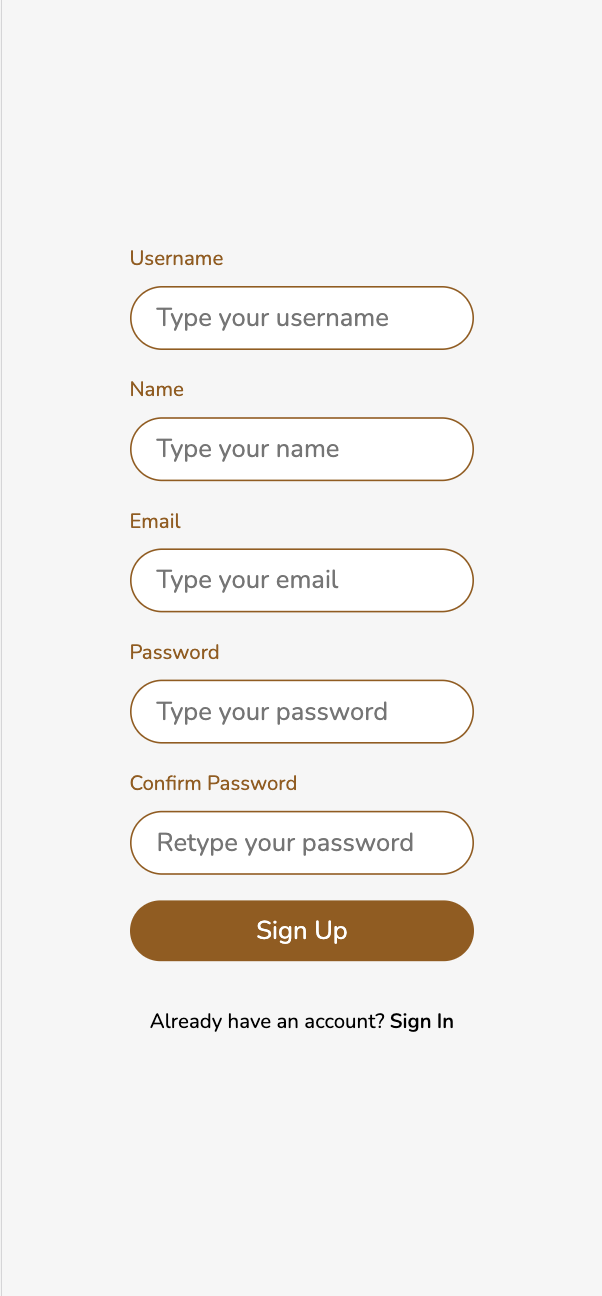 Username
Type your username
Name
Type your name
Email
Type your email
Password
Type your password
Confirm Password
Retype your password
Sign Up
Already have an account? Sign In